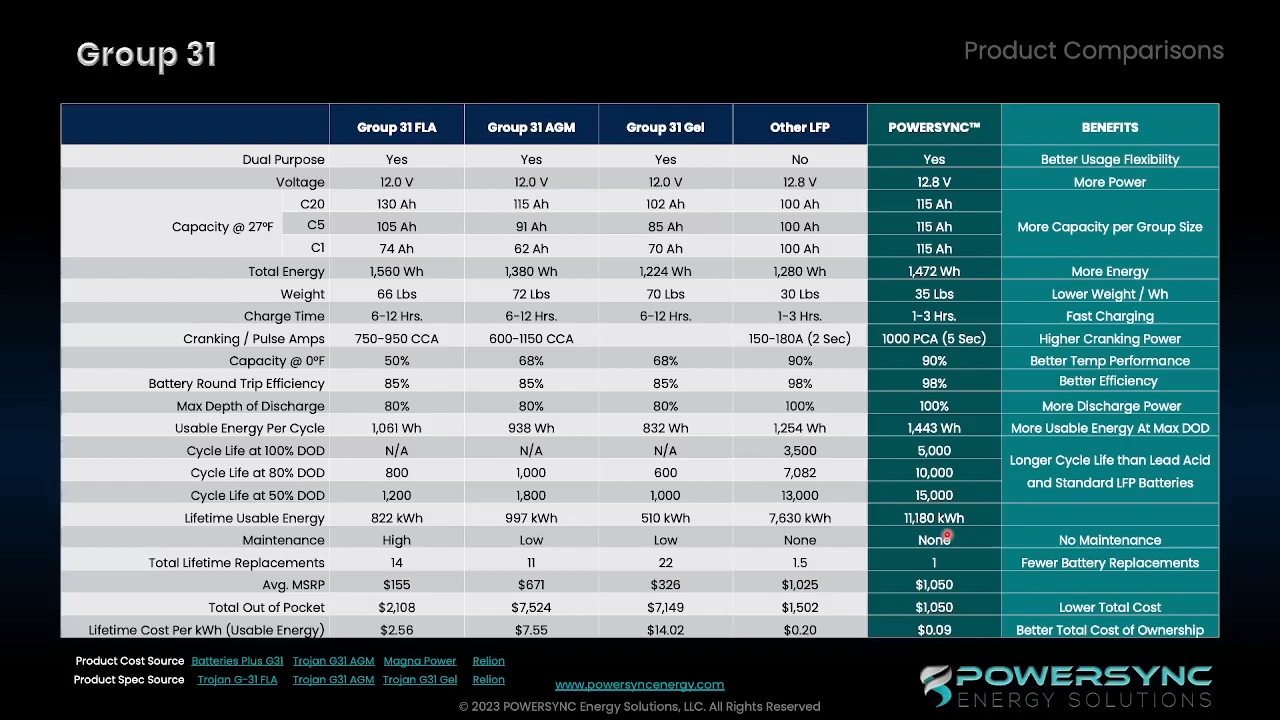 Group 31
Product Comparisons
Group 31 FLA Group 31 AGM Group 31 Gel Other LFP POWERSYNC™ BENEFITS
Dual Purpose Yes Yes Yes No Yes Better Usage Flexibility
Voltage 12.0 V 12.0 V 12.0 V 12.8 V 12.8 V More Power
C20 130 Ah 115 Ah 102 Ah 100 Ah 115 Ah
Capacity @ 27°F C5 105 Ah 91 Ah 85 Ah 100 Ah 115 Ah More Capacity per Group Size
C1 74 Ah 62 Ah 70 Ah 100 Ah 115 Ah
Total Energy 1,560 Wh 1,380 Wh 1,224 Wh 1,280 Wh 1,472 Wh More Energy
Weight 66 Lbs 72 Lbs 70 Lbs 30 Lbs 35 Lbs Lower Weight / Wh
Charge Time 6-12 Hrs. 6-12 Hrs. 6-12 Hrs. 1-3 Hrs. 1-3 Hrs. Fast Charging
Cranking / Pulse Amps 750-950 CCA 600-1150 CCA 150-180A (2 Sec) 1000 PCA (5 Sec) Higher Cranking Power
Capacity @ 0°F 50% 68% 68% 90% 90% Better Temp Performance
Battery Round Trip Efficiency 85% 85% 85% 98% 98% Better Efficiency
Max Depth of Discharge 80% 80% 80% 100% 100% More Discharge Power
Usable Energy Per Cycle 1,061 Wh 938 Wh 832 Wh 1,254 Wh 1,443 Wh More Usable Energy At Max DOD
Cycle Life at 100% DOD N/A N/A N/A 3,500 5,000
Longer Cycle Life than Lead Acid
Cycle Life at 80% DOD 800 1,000 600 7,082 10,000
and Standard LFP Batteries
Cycle Life at 50% DOD 1,200 1,800 1,000 13,000 15,000
Lifetime Usable Energy 822 kWh 997 kWh 510 kWh 7,630 kWh 11,180 kWh
Maintenance High Low Low None None No Maintenance
Total Lifetime Replacements 14 11 22 1.5 1 Fewer Battery Replacements
Avg. MSRP $155 $671 $326 $1,025 $1,050
Total Out of Pocket $2,108 $7,524 $7,149 $1,502 $1,050 Lower Total Cost
Lifetime Cost Per kWh (Usable Energy) $2.56 $7.55 $14.02 $0.20 $0.09 Better Total Cost of Ownership
Product Cost Source Batteries Plus G31 Trojan G31 AGM Magna Power Relion
Product Spec Source Trojan G-31 FLA Trojan G31 AGM Trojan G31 Gel Relion
www.powersyncenergy.com
© 2023 POWERSYNC Energy Solutions, LLC. All Rights Reserved
POWERSYNC
ENERGY SOLUTIONS